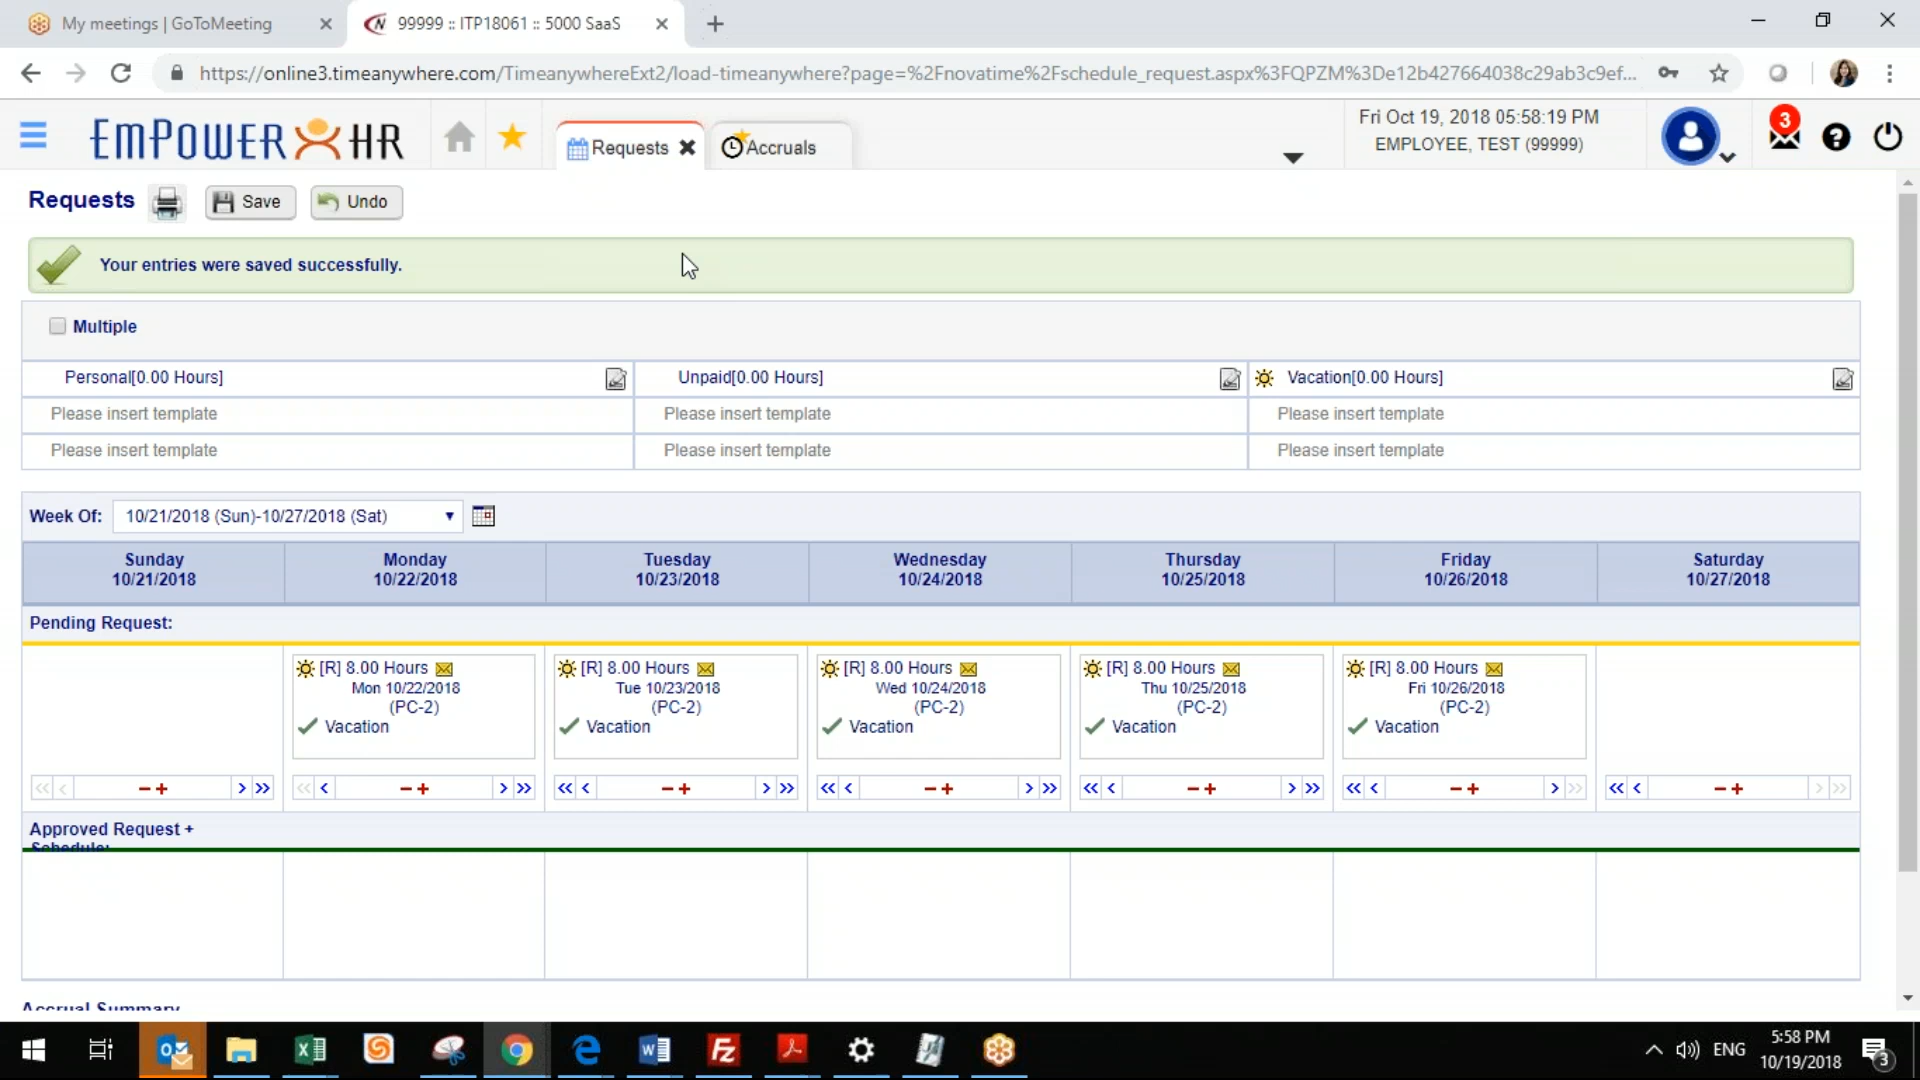 My meetings | GoToMeeting
99999 :: ITP18061 :: 5000 SaaS
https://online3.timeanywhere.com/TimeanywhereExt2/load-timeanywhere?page=%2Fnovatime%2Fschedule_request.aspx%3FQPZM%3De12b427664038c29ab3c9ef...
EMPOWER HR
Requests
Accruals
Fri Oct 19, 2018 05:58:19 PM
EMPLOYEE, TEST (99999)
3
Requests
Save
Undo
Your entries were saved successfully.
Multiple
Personal[0.00 Hours]
Unpaid[0.00 Hours]
Vacation[0.00 Hours]
Please insert template
Please insert template
Please insert template
Please insert template
Please insert template
Please insert template
Week Of:
10/21/2018 (Sun)-10/27/2018 (Sat)
Sunday
10/21/2018
Monday
10/22/2018
Tuesday
10/23/2018
Wednesday
10/24/2018
Thursday
10/25/2018
Friday
10/26/2018
Saturday
10/27/2018
Pending Request:
[R] 8.00 Hours
Mon 10/22/2018
(PC-2)
Vacation
[R] 8.00 Hours
Tue 10/23/2018
(PC-2)
Vacation
[R] 8.00 Hours
Wed 10/24/2018
(PC-2)
Vacation
[R] 8.00 Hours
Thu 10/25/2018
(PC-2)
Vacation
[R] 8.00 Hours
Fri 10/26/2018
(PC-2)
Vacation
Approved Request +
Schedule:
Accrual Summary
ENG
5:58 PM
10/19/2018
3